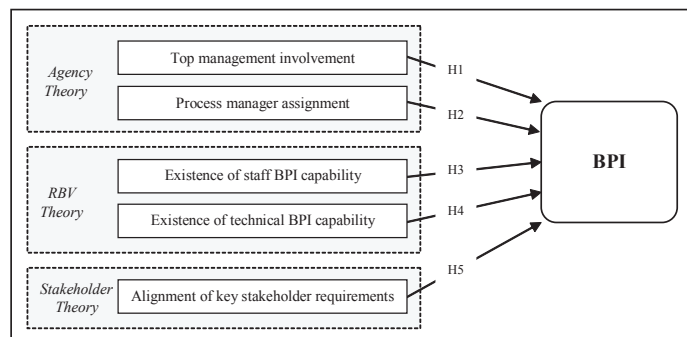 Agency
Theory
Top management involvement
Process manager assignment
H1
H2
RBV
Theory
Existence of staff BPI capability
Existence of technical BPI capability
H3
H4
Stakeholder
Theory
Alignment of key stakeholder requirements
H5
BPI